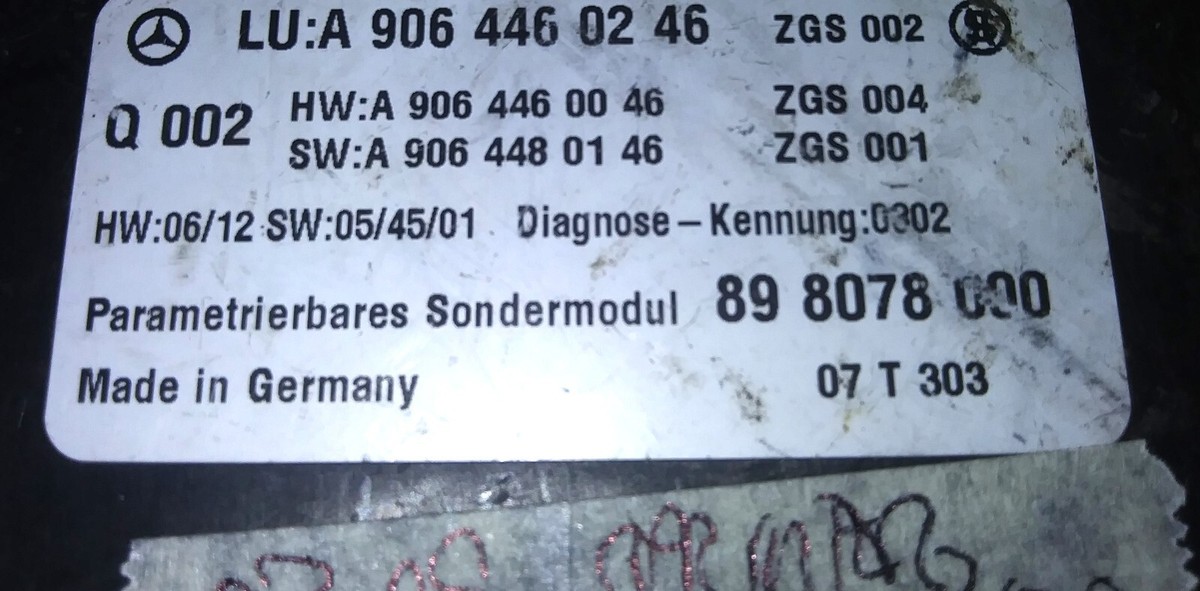 LU:A 906 446 02 46 ZGS 002
Q 002 HW:A 906 446 00 46 ZGS 004
SW:A 906 448 01 46 ZGS 001
HW:06/12 SW:05/45/01 Diagnose-Kennung:0302
Parametrierbares Sondermodul 89 8078 000
Made in Germany 07 T 303